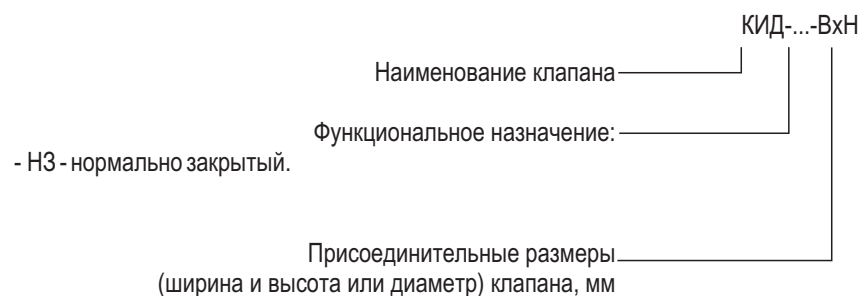 КИД-...-ВхН
Наименование клапана
Функциональное назначение:
- НЗ - нормально закрытый.
Присоединительные размеры
(ширина и высота или диаметр) клапана, мм